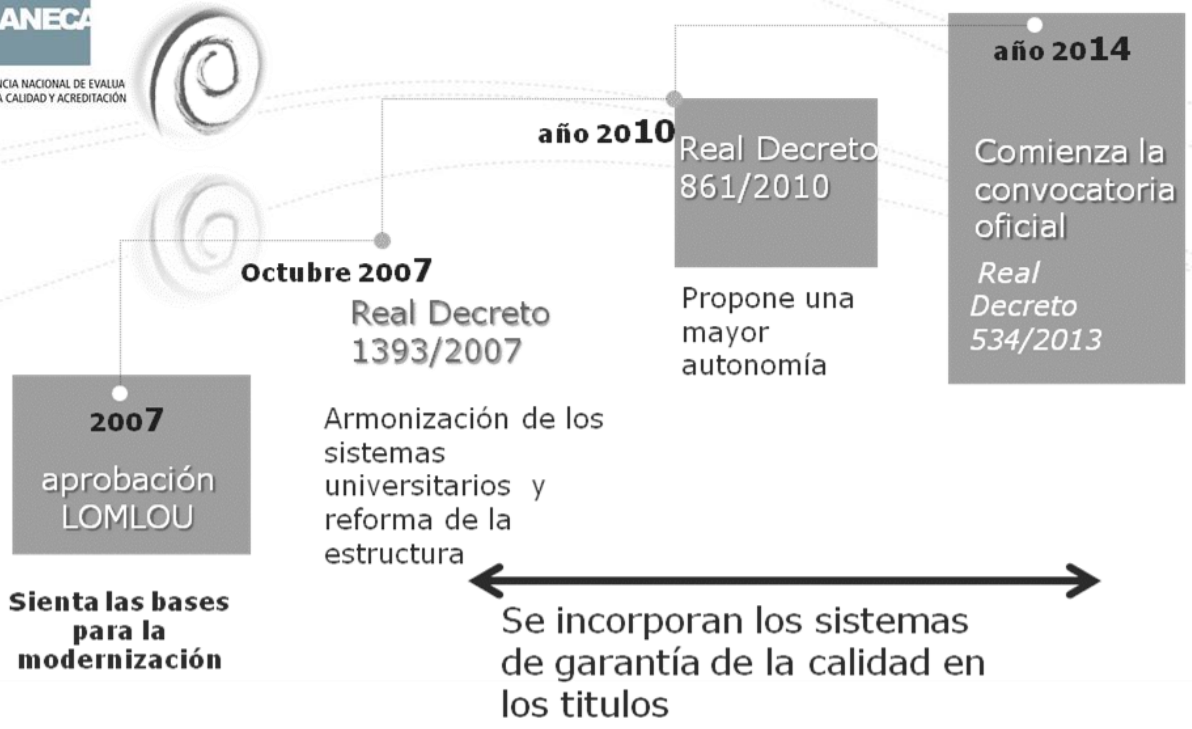 ANECA
NCIA NACIONAL DE EVALUA
A CALIDAD Y ACREDITACIÓN
2007
aprobación
LOMLOU
Sienta las bases
para la
modernización
Octubre 2007
Real Decreto
1393/2007
Armonización de los
sistemas
universitarios y
reforma de la
estructura
año 2010
Real Decreto
861/2010
Propone una
mayor
autonomía
año 2014
Comienza la
convocatoria
oficial
Real
Decreto
534/2013
Se incorporan los sistemas
de garantía de la calidad en
los titulos